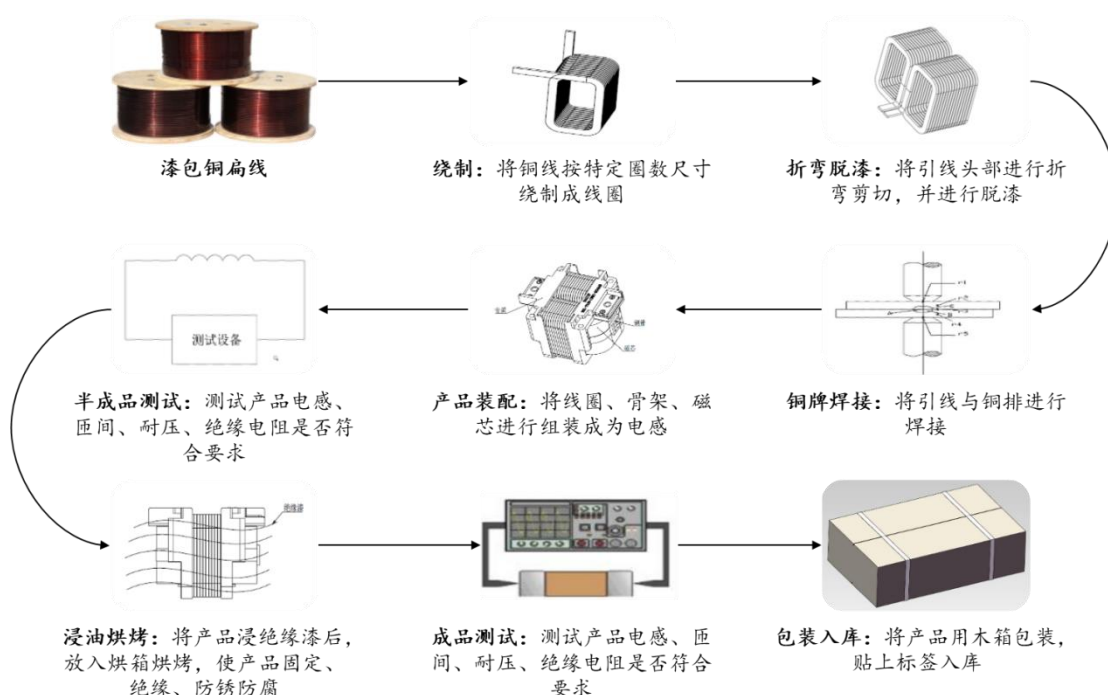 漆包铜扁线
绕制：将铜线按特定圈数尺寸
绕制成线圈
折弯脱漆：将引线头部进行折
弯剪切，并进行脱漆
铜牌焊接：将引线与铜排进行
焊接
产品装配：将线圈、骨架、磁
芯进行组装成为电感
测试设备
半成品测试：测试产品电感、
匝间、耐压、绝缘电阻是否符
合要求
绝缘漆
浸油烘烤：将产品浸绝缘漆后，
放入烘箱烘烤，使产品固定、
绝缘、防锈防腐
成品测试：测试产品电感、匝
间、耐压、绝缘电阻是否符合
要求
包装入库：将产品用木箱包装，
贴上标签入库